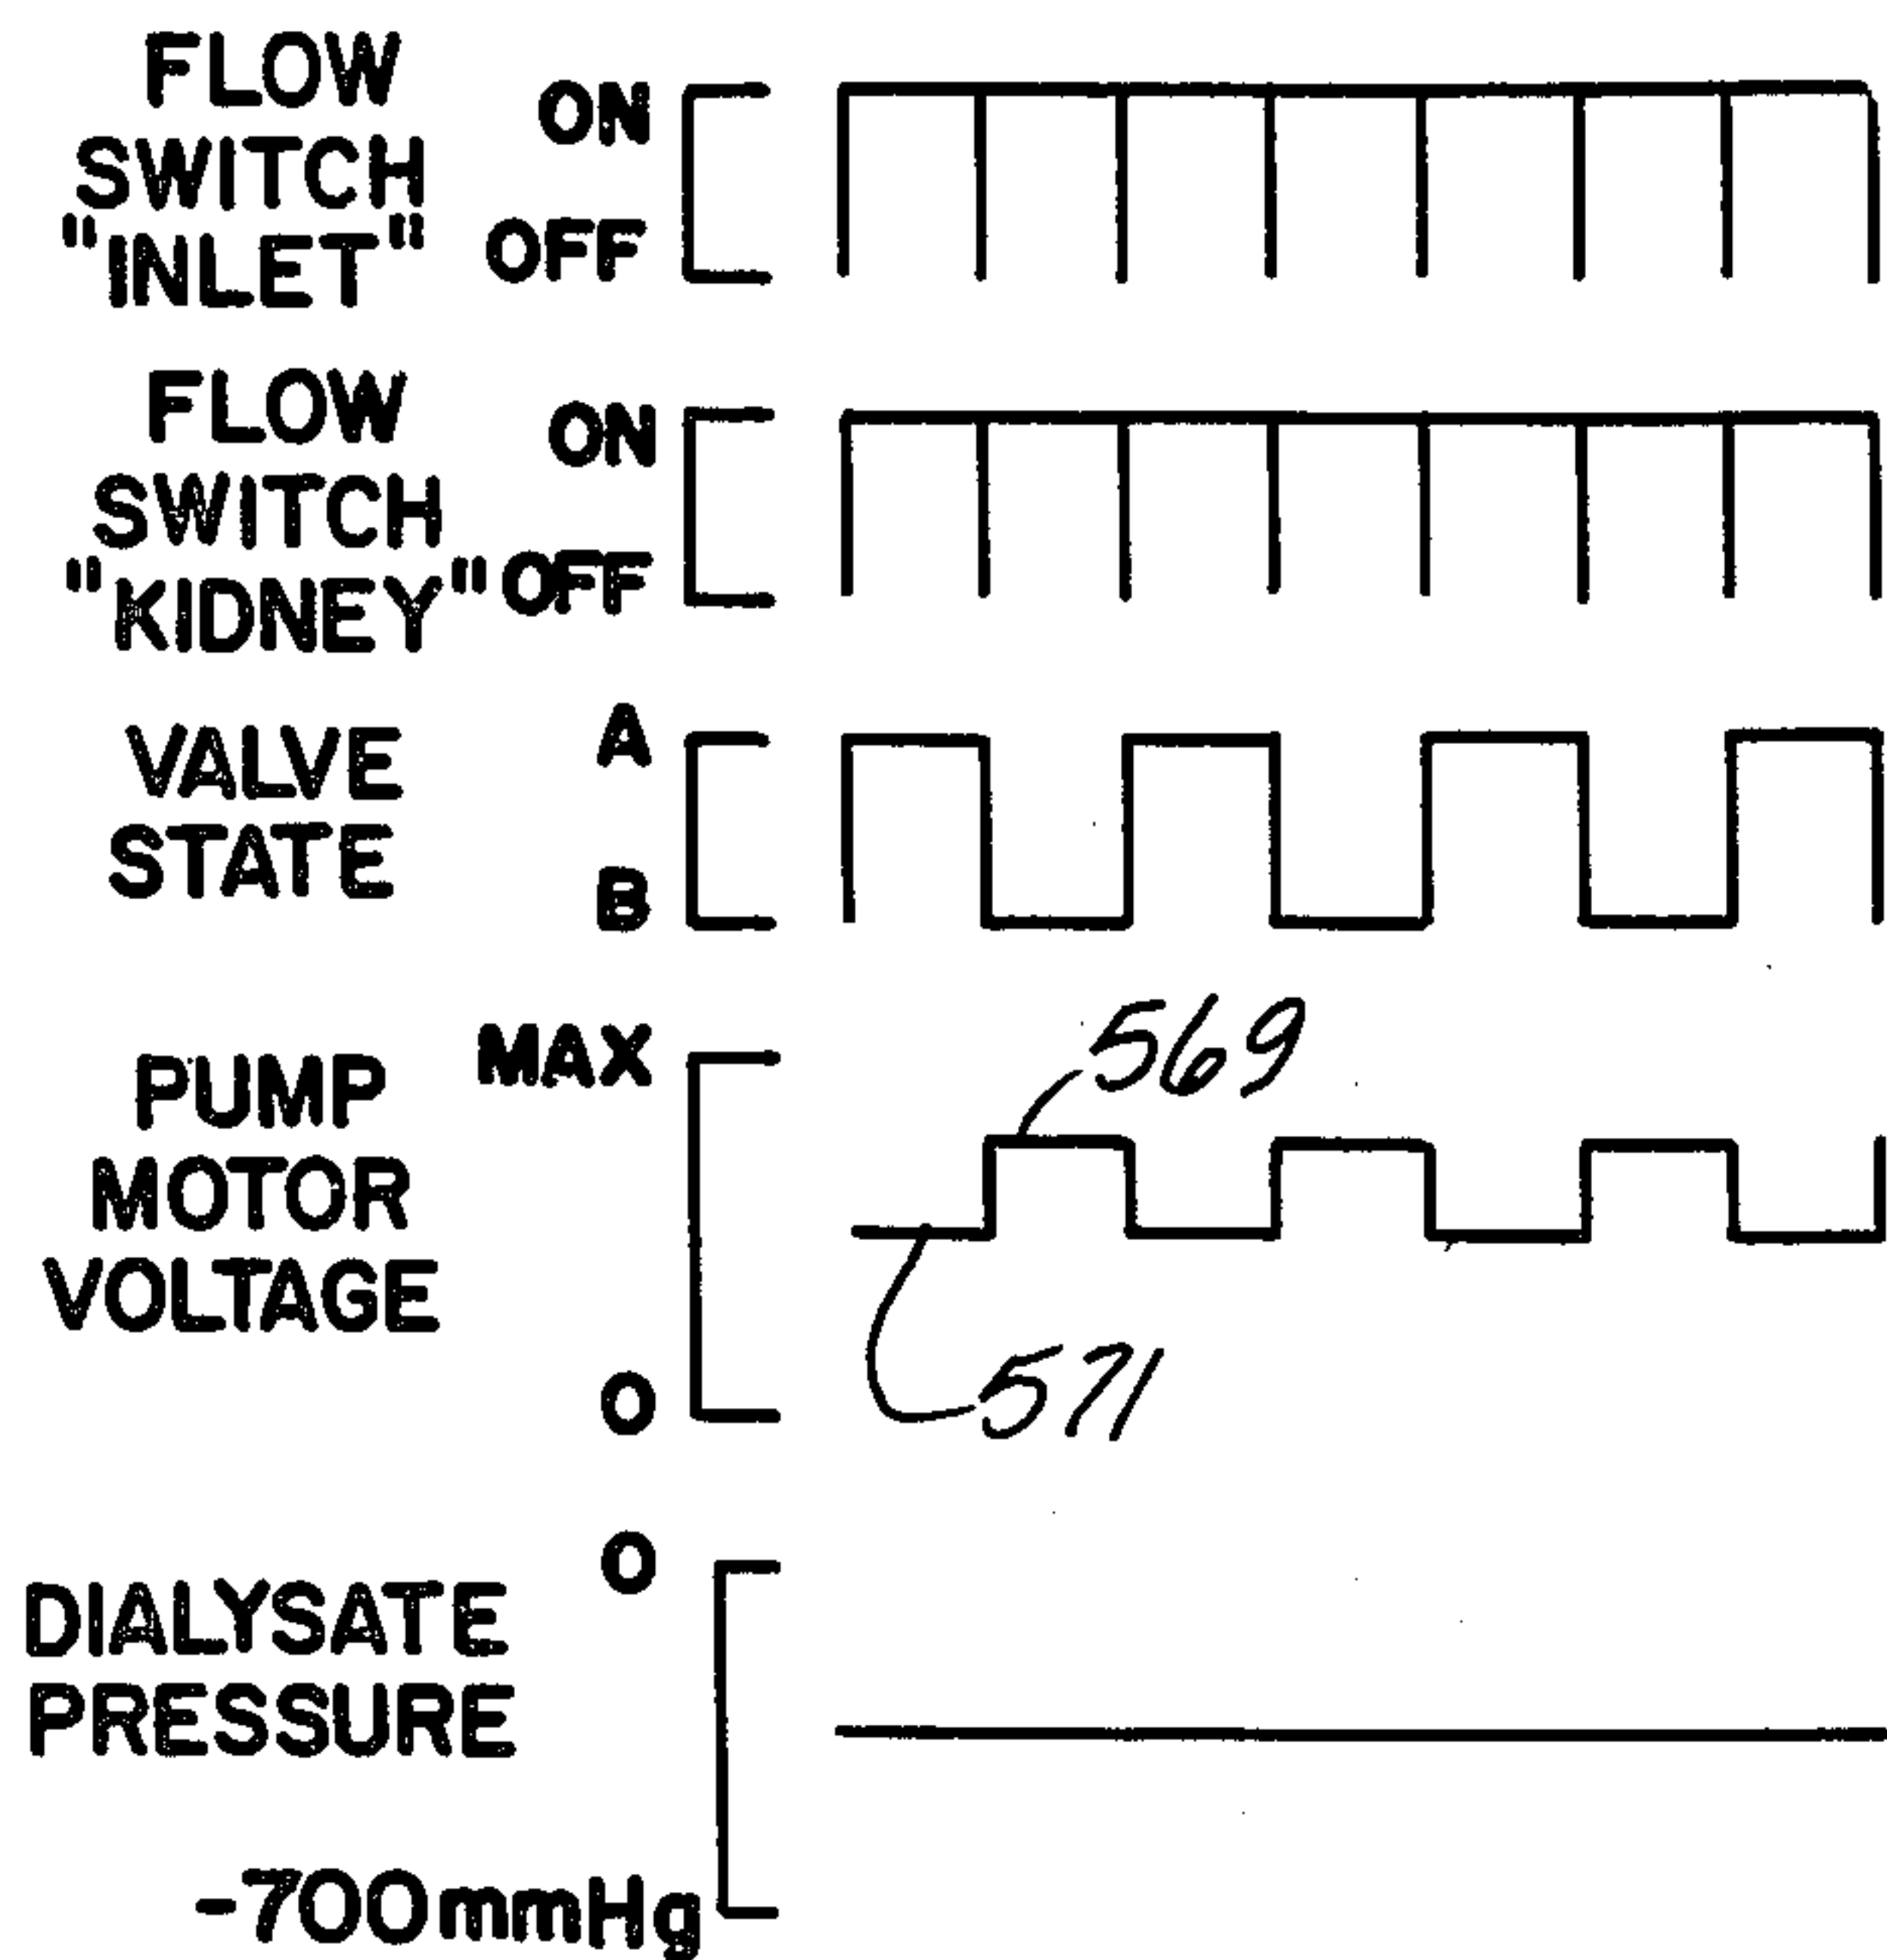 FLOW
SWITCH
"INLET"
ON
OFF
FLOW
SWITCH
"KIDNEY"
ON
OFF
VALVE
STATE
A
B
PUMP
MOTOR
VOLTAGE
MAX
O
569
571
DIALYSATE
PRESSURE
O
-700mmHg